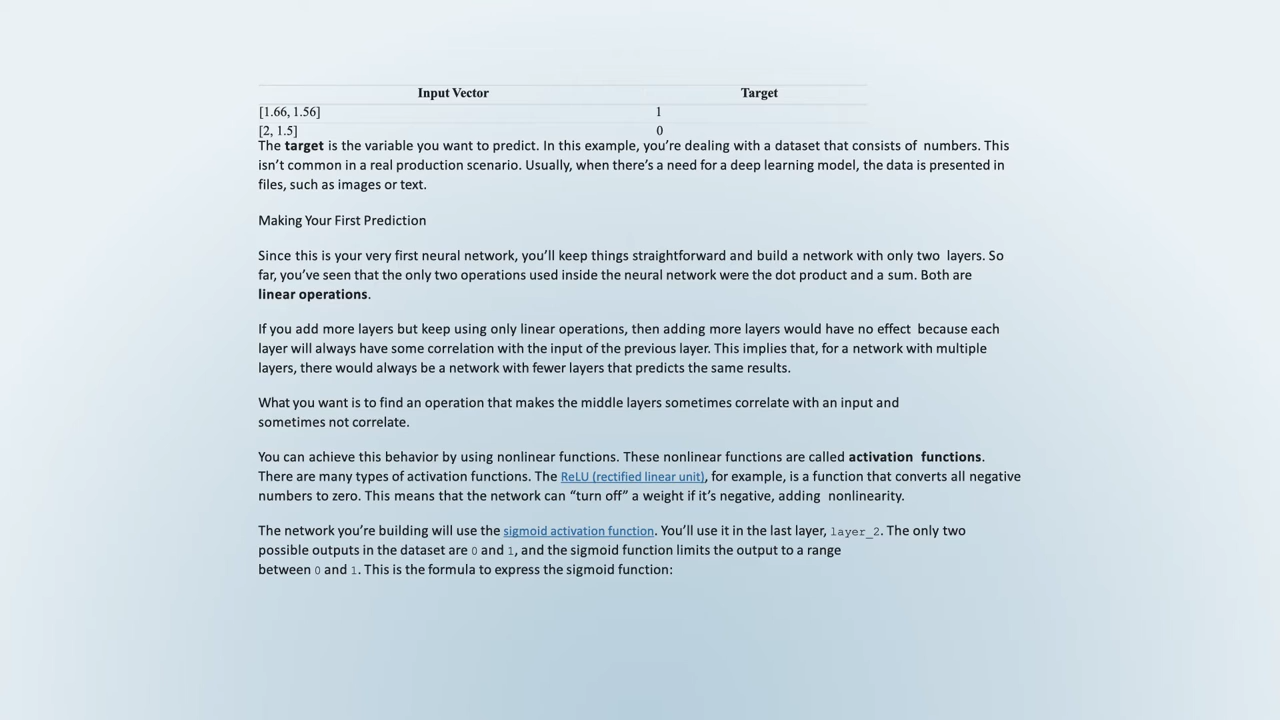 Input Vector Target
[1.66, 1.56] 1
[2, 1.5] 0
The target is the variable you want to predict. In this example, you’re dealing with a dataset that consists of numbers. This
isn’t common in a real production scenario. Usually, when there’s a need for a deep learning model, the data is presented in
files, such as images or text.
Making Your First Prediction
Since this is your very first neural network, you’ll keep things straightforward and build a network with only two layers. So
far, you’ve seen that the only two operations used inside the neural network were the dot product and a sum. Both are
linear operations.
If you add more layers but keep using only linear operations, then adding more layers would have no effect because each
layer will always have some correlation with the input of the previous layer. This implies that, for a network with multiple
layers, there would always be a network with fewer layers that predicts the same results.
What you want is to find an operation that makes the middle layers sometimes correlate with an input and
sometimes not correlate.
You can achieve this behavior by using nonlinear functions. These nonlinear functions are called activation functions.
There are many types of activation functions. The ReLU (rectified linear unit), for example, is a function that converts all negative
numbers to zero. This means that the network can “turn off” a weight if it’s negative, adding nonlinearity.
The network you’re building will use the sigmoid activation function. You’ll use it in the last layer, layer_2. The only two
possible outputs in the dataset are 0 and 1, and the sigmoid function limits the output to a range
between 0 and 1. This is the formula to express the sigmoid function: